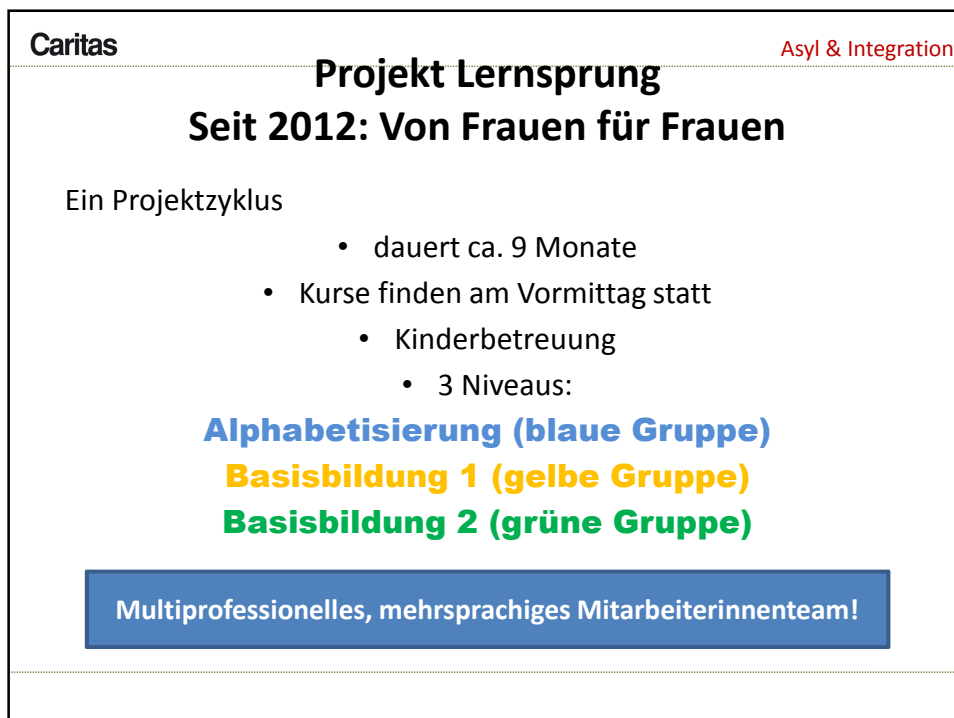 Caritas
Asyl & Integration
Projekt Lernsprung
Seit 2012: Von Frauen für Frauen
Ein Projektzyklus
• dauert ca. 9 Monate
• Kurse finden am Vormittag statt
• Kinderbetreuung
• 3 Niveaus:
Alphabetisierung (blaue Gruppe)
Basisbildung 1 (gelbe Gruppe)
Basisbildung 2 (grüne Gruppe)
Multiprofessionelles, mehrsprachiges Mitarbeiterinnenteam!